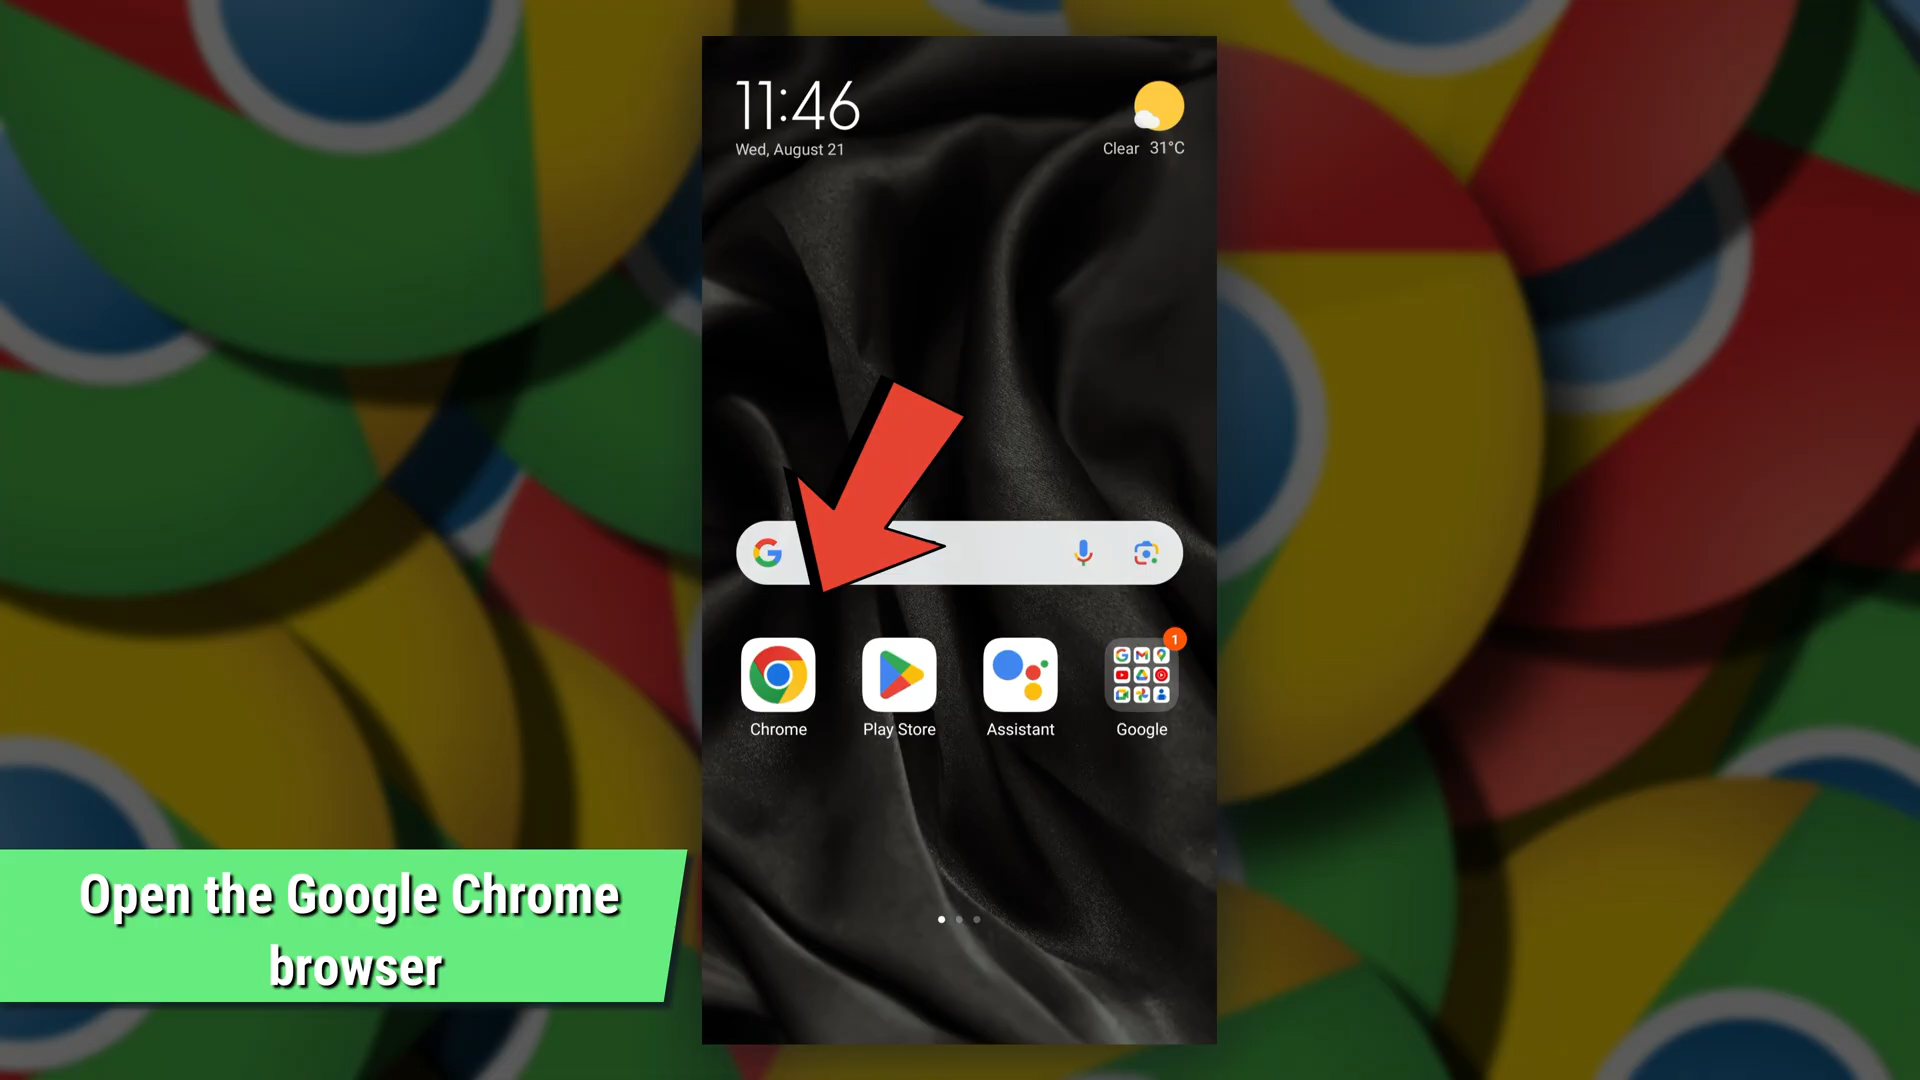 11:46
Wed, August 21
Clear 31°C
1
Chrome
Play Store
Assistant
Google
Open the Google Chrome
browser